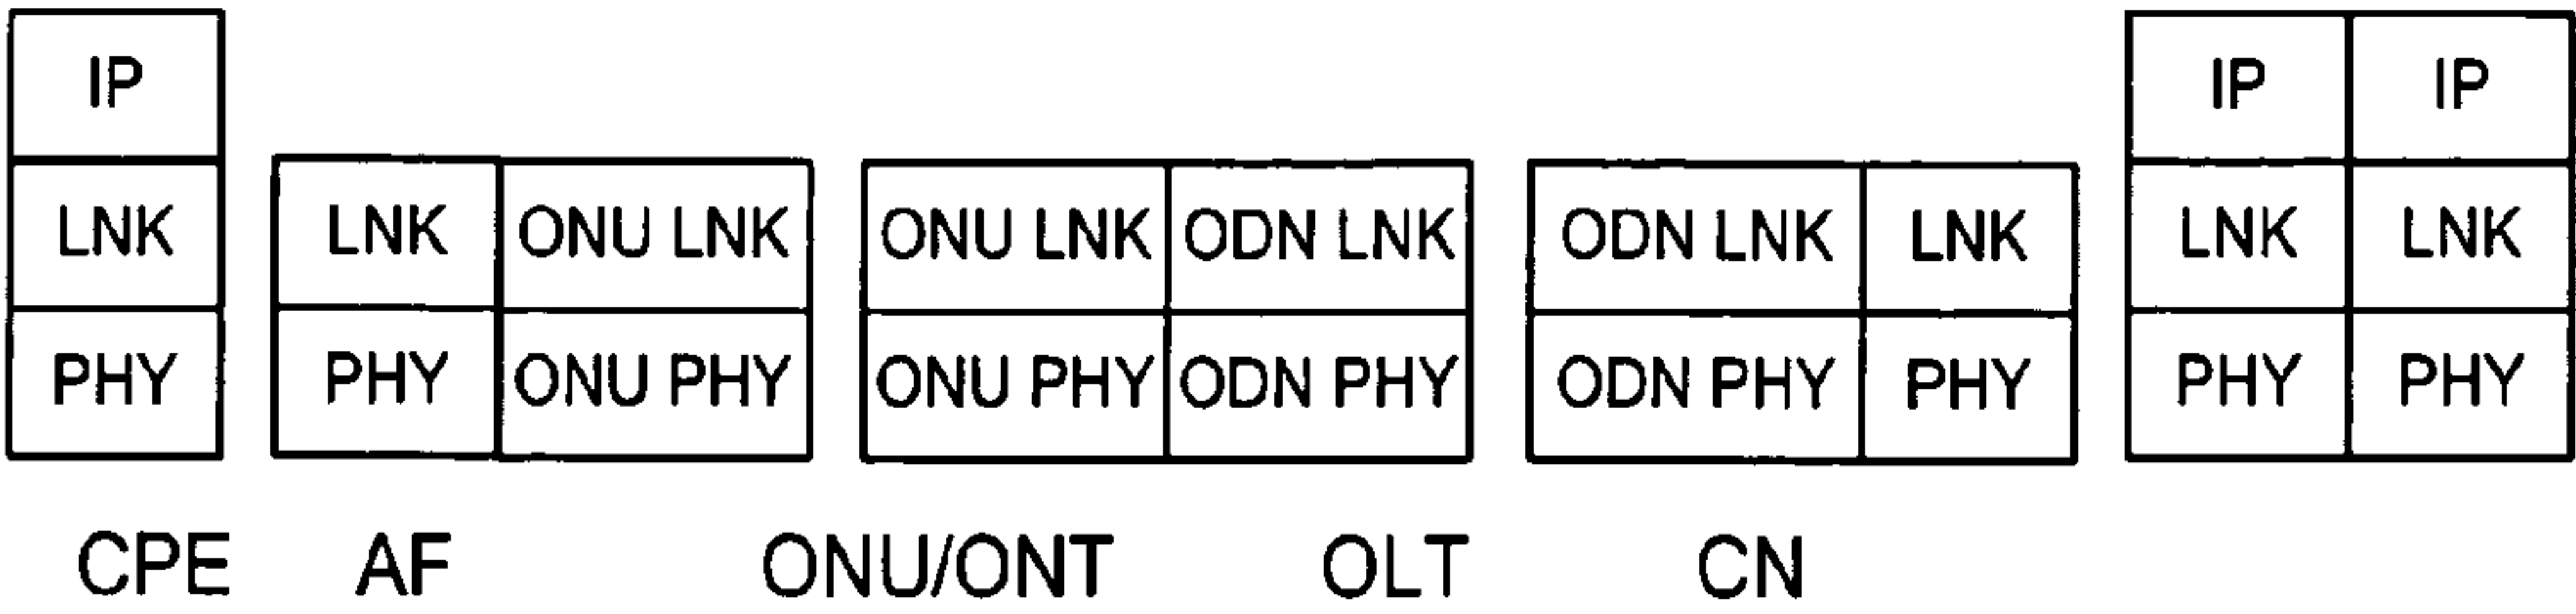 IP IP IP
LNK LNK ONU LNK ONU LNK ODN LNK ODN LNK LNK LNK LNK
PHY PHY ONU PHY ONU PHY ODN PHY ODN PHY PHY PHY PHY
CPE AF ONU/ONT OLT CN